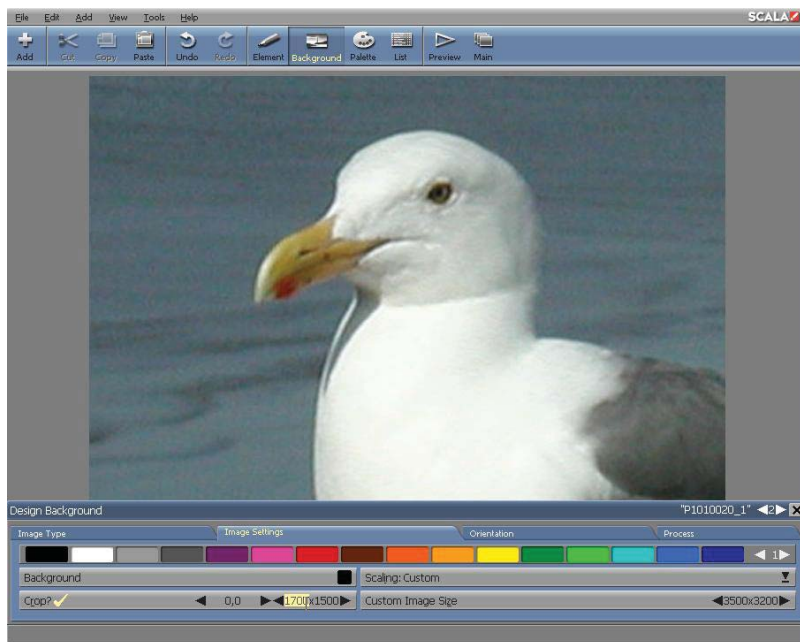 File Edit Add View Tools Help SCALA
Add Cut Copy Paste Undo Redo Element Background Palette List Preview Main
Design Background "P1010020_1" 2
Image Type Image Settings Orientation Process
1
Background Scaling: Custom
Crop? 0,0 1700x1500 Custom Image Size 3500x3200